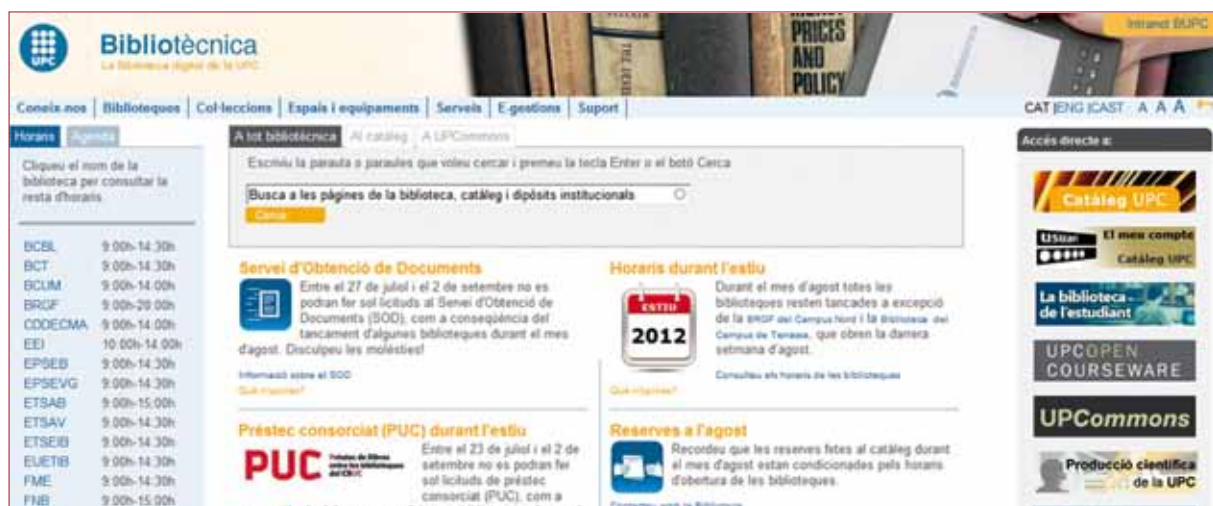 Intranet BUPC
PRICES
AND
POLICY
UPC
Bibliotècnica
La Biblioteca digital de la UPC
Coneix-nos | Biblioteques | Col·leccions | Espais i equipaments | Serveis | E-gestions | Suport
CAT |ENG |CAST A A A
Horaris Agenda
Cliqueu el nom de la
biblioteca per consultar la
resta d'horaris
BCBL 9:00h-14:30h
BCT 9:00h-14:30h
BCUM 9:00h-14:00h
BRGF 9:00h-20:00h
CODECMA 9:00h-14:00h
EEI 10:00h-14:00h
EPSEB 9:00h-14:30h
EPSEVG 9:00h-14:30h
ETSAB 9:00h-15:00h
ETSAV 9:00h-14:30h
ETSEIB 9:00h-14:30h
EUETIB 9:00h-14:30h
FME 9:00h-14:30h
FNB 9:00h-15:00h
A tot bibliotècnica Al catàleg A UPCommons
Escriviu la paraula o paraules que voleu cercar i premeu la tecla Enter o el botó Cerca
Busca a les pàgines de la biblioteca, catàleg i dipòsits institucionals
Cerca
Servei d'Obtenció de Documents
Entre el 27 de juliol i el 2 de setembre no es
podran fer sol·licituds al Servei d'Obtenció de
Documents (SOD), com a conseqüència del
tancament d'algunes biblioteques durant el mes
d'agost. Disculpeu les molèsties!
Informació sobre el SOD
Què n'opines?
Horaris durant l'estiu
ESTIU
2012
Durant el mes d'agost totes les
biblioteques resten tancades a excepció
de la BRGF del Campus Nord i la Biblioteca del
Campus de Terrassa, que obren la darrera
setmana d'agost.
Consulteu els horaris de les biblioteques
Què n'opines?
Préstec consorciat (PUC) durant l'estiu
PUC Préstec de llibres
entre les biblioteques
del CBUC
Entre el 23 de juliol i el 2 de
setembre no es podran fer
sol·licituds de préstec
consorciat (PUC), com a
Reserves a l'agost
Recordeu que les reserves fetes al catàleg durant
el mes d'agost estan condicionades pels horaris
d'obertura de les biblioteques.
Accés directe a:
Catàleg UPC
Usuari El meu compte
Catàleg UPC
La biblioteca
de l'estudiant
UPCOPEN
COURSEWARE
UPCommons
Producció científica
de la UPC